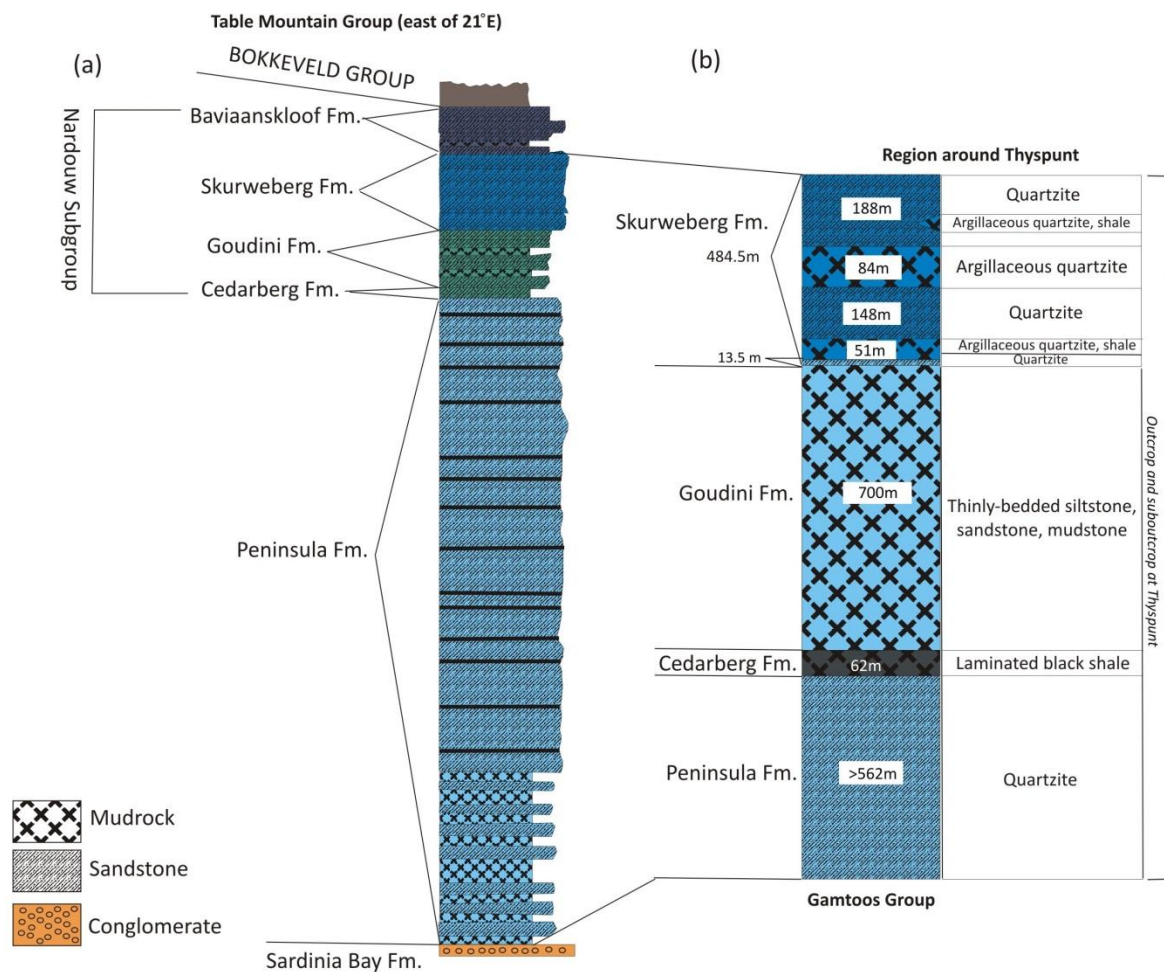 Table Mountain Group (east of 21°E)
(a)
BOKKEVELD GROUP
Nardouw Subgroup
Baviaanskloof Fm.
Skurweberg Fm.
Goudini Fm.
Cedarberg Fm.
Peninsula Fm.
Sardinia Bay Fm.
Mudrock
Sandstone
Conglomerate
(b)
Region around Thyspunt
Skurweberg Fm.
484.5m
13.5 m
188m
Quartzite
Argillaceous quartzite, shale
84m
Argillaceous quartzite
148m
Quartzite
51m
Argillaceous quartzite, shale
Quartzite
Goudini Fm.
700m
Thinly-bedded siltstone,
sandstone, mudstone
Cedarberg Fm.
62m
Laminated black shale
Peninsula Fm.
>562m
Quartzite
Outcrop and suboutcrop at Thyspunt
Gamtoos Group